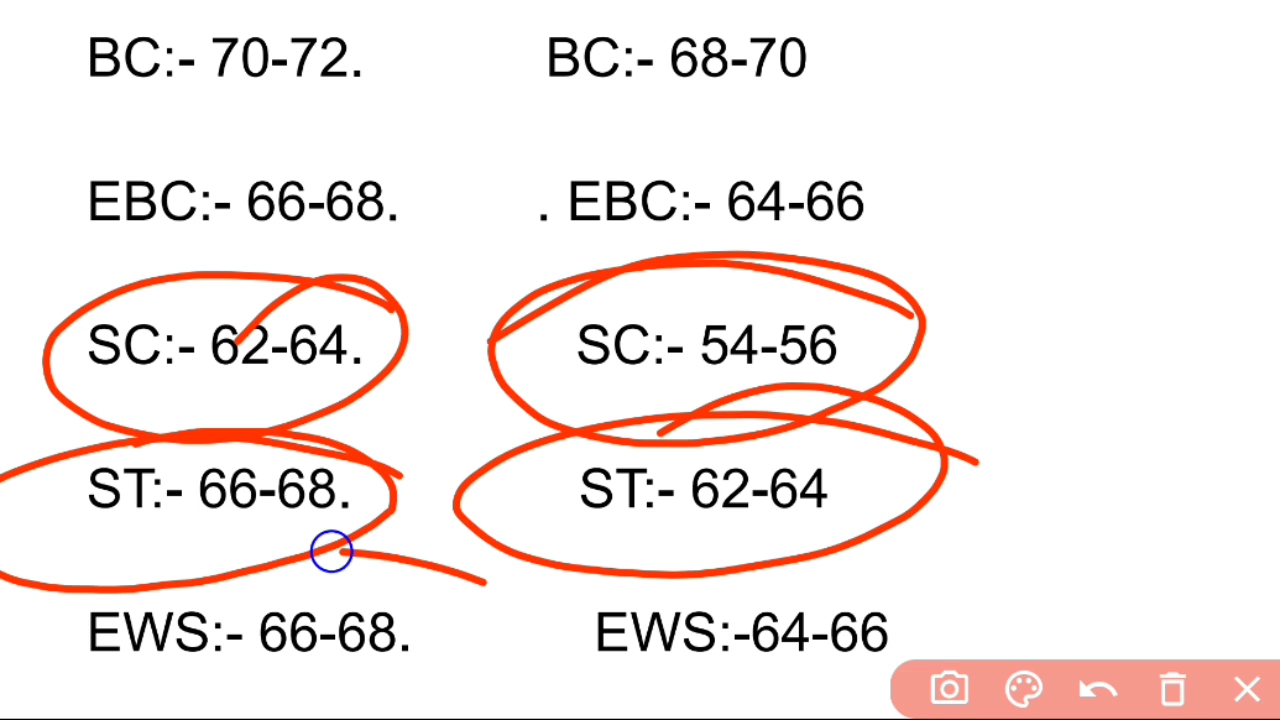 BC:- 70-72. BC:- 68-70
EBC:- 66-68. . EBC:- 64-66
SC:- 62-64. SC:- 54-56
ST:- 66-68. ST:- 62-64
EWS:- 66-68. EWS:-64-66